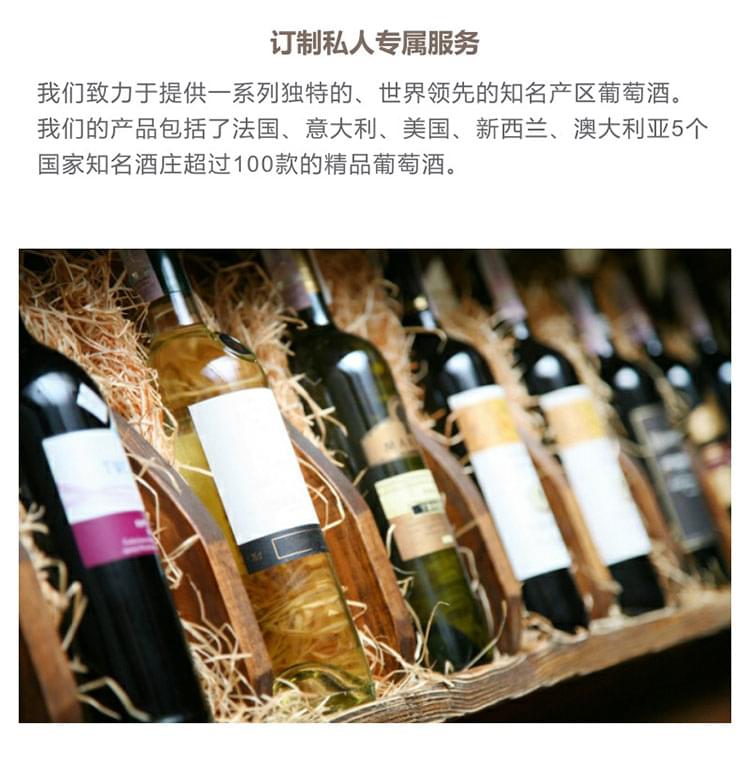 订制私人专属服务
我们致力于提供一系列独特的、世界领先的知名产区葡萄酒。
我们的产品包括了法国、意大利、美国、新西兰、澳大利亚5个
国家知名酒庄超过100款的精品葡萄酒。